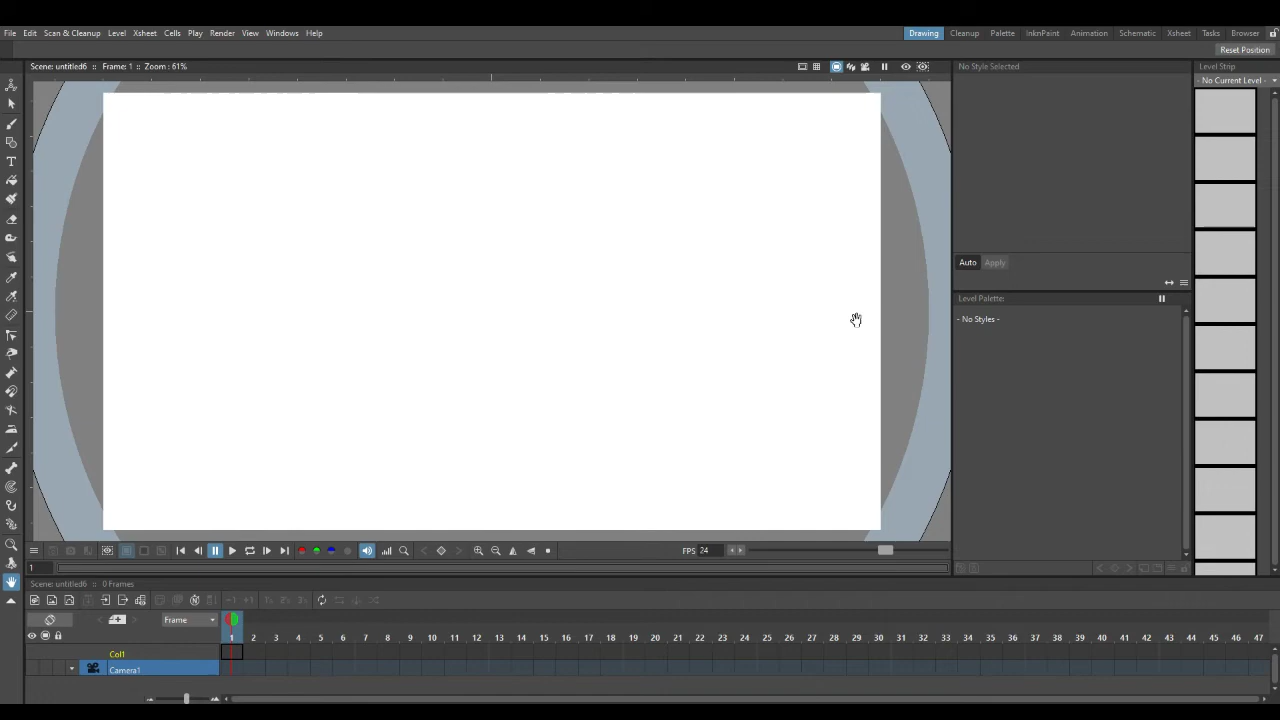 File Edit Scan & Cleanup Level Xsheet Cells Play Render View Windows Help
Drawing Cleanup Palette InknPaint Animation Schematic Xsheet Tasks Browser
Reset Position
Scene: untitled6 :: Frame: 1 :: Zoom : 61%
No Style Selected
Level Strip
- No Current Level -
Auto Apply
Level Palette:
- No Styles -
FPS 24
1
Scene: untitled6 :: 0 Frames
Frame
1 2 3 4 5 6 7 8 9 10 11 12 13 14 15 16 17 18 19 20 21 22 23 24 25 26 27 28 29 30 31 32 33 34 35 36 37 38 39 40 41 42 43 44 45 46 47
Col1
Camera1